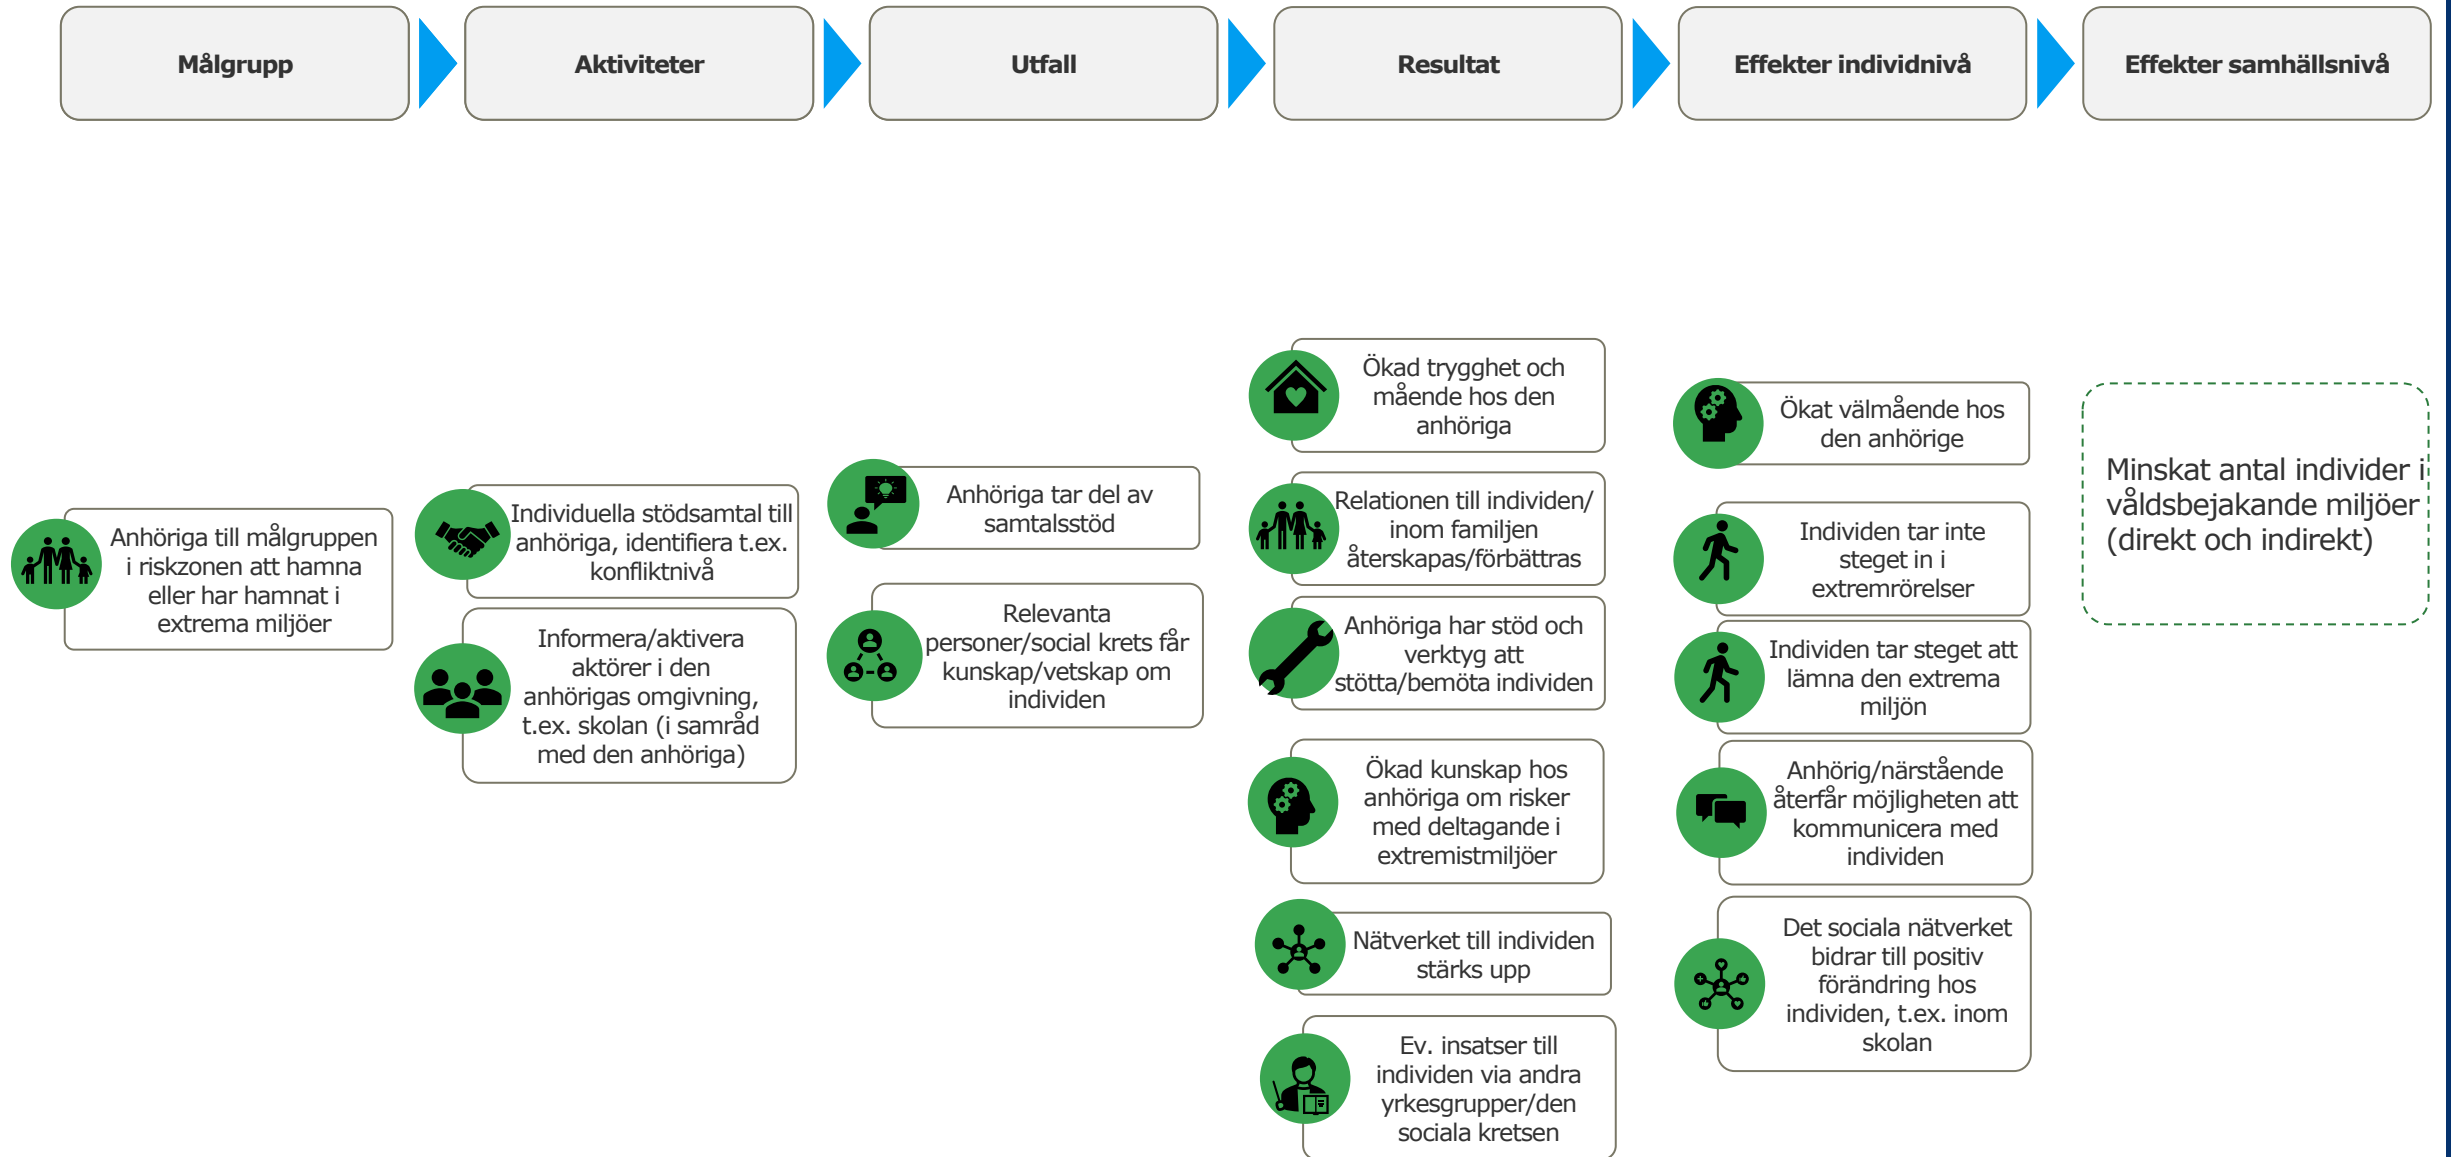 Målgrupp
Aktiviteter
Utfall
Resultat
Effekter individnivå
Effekter samhällsnivå
Anhöriga till målgruppen
i riskzonen att hamna
eller har hamnat i
extrema miljöer
Individuella stödsamtal till
anhöriga, identifiera t.ex.
konfliktnivå
Informera/aktivera
aktörer i den
anhörigas omgivning,
t.ex. skolan (i samråd
med den anhöriga)
Anhöriga tar del av
samtalsstöd
Relevanta
personer/social krets får
kunskap/vetskap om
individen
Ökad trygghet och
mående hos den
anhöriga
Relationen till individen/
inom familjen
återskapas/förbättras
Anhöriga har stöd och
verktyg att
stötta/bemöta individen
Ökad kunskap hos
anhöriga om risker
med deltagande i
extremistmiljöer
Nätverket till individen
stärks upp
Ev. insatser till
individen via andra
yrkesgrupper/den
sociala kretsen
Ökat välmående hos
den anhörige
Individen tar inte
steget in i
extremrörelser
Individen tar steget att
lämna den extrema
miljön
Anhörig/närstående
återfår möjligheten att
kommunicera med
individen
Det sociala nätverket
bidrar till positiv
förändring hos
individen, t.ex. inom
skolan
Minskat antal individer i
våldsbejakande miljöer
(direkt och indirekt)